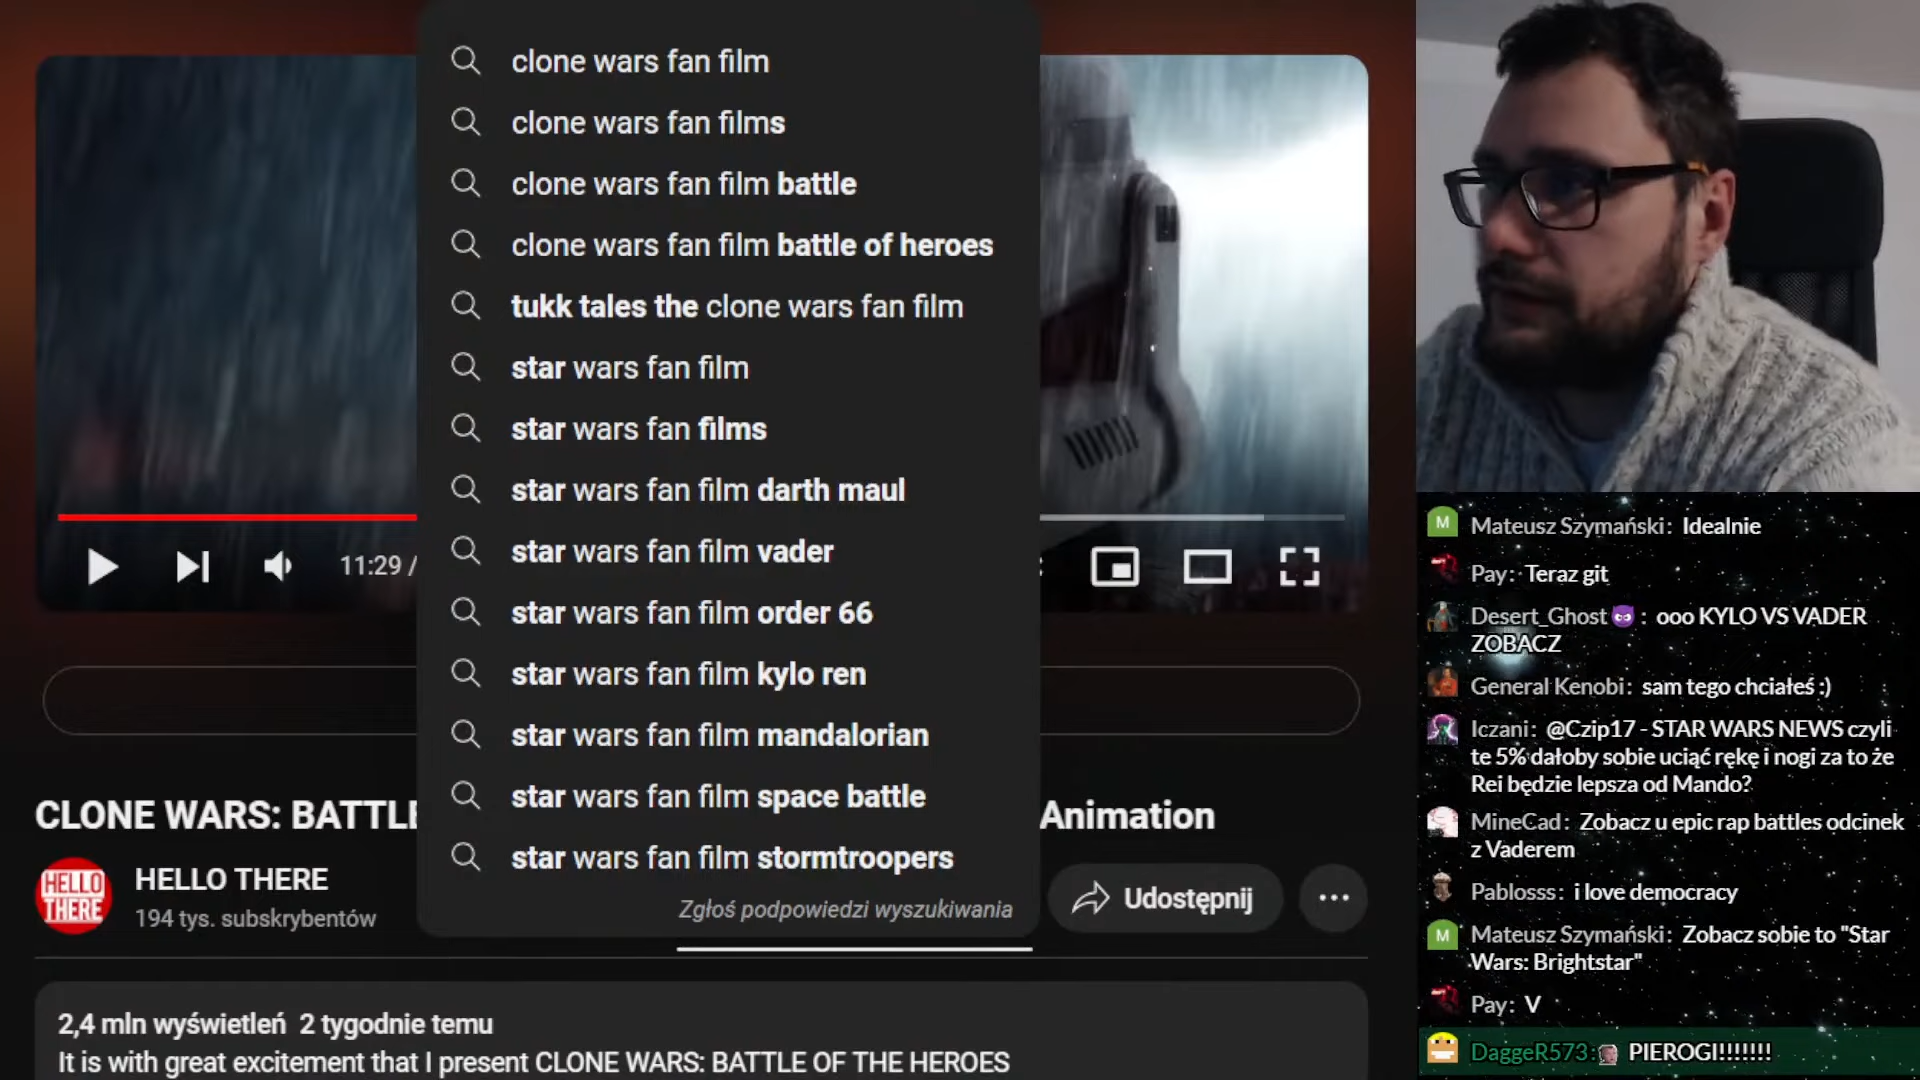 clone wars fan film
clone wars fan films
clone wars fan film battle
clone wars fan film battle of heroes
tukk tales the clone wars fan film
star wars fan film
star wars fan films
star wars fan film darth maul
star wars fan film vader
star wars fan film order 66
star wars fan film kylo ren
star wars fan film mandalorian
star wars fan film space battle
star wars fan film stormtroopers
Zgłoś podpowiedzi wyszukiwania
11:29 /
CLONE WARS: BATTLE
Animation
HELLO THERE
HELLO THERE
194 tys. subskrybentów
Udostępnij
2,4 mln wyświetleń 2 tygodnie temu
It is with great excitement that I present CLONE WARS: BATTLE OF THE HEROES
M Mateusz Szymański: Idealnie
Pay: Teraz git
Desert_Ghost😈: ooo KYLO VS VADER
ZOBACZ
General Kenobi: sam tego chciałeś :)
Iczani: @Czip17 - STAR WARS NEWS czyli
te 5% dałoby sobie uciąć rękę i nogi za to że
Rei będzie lepsza od Mando?
MineCad: Zobacz u epic rap battles odcinek
z Vaderem
Pablosss: i love democracy
M Mateusz Szymański: Zobacz sobie to "Star
Wars: Brightstar"
Pay: V
DaggeR573: PIEROGI!!!!!!!